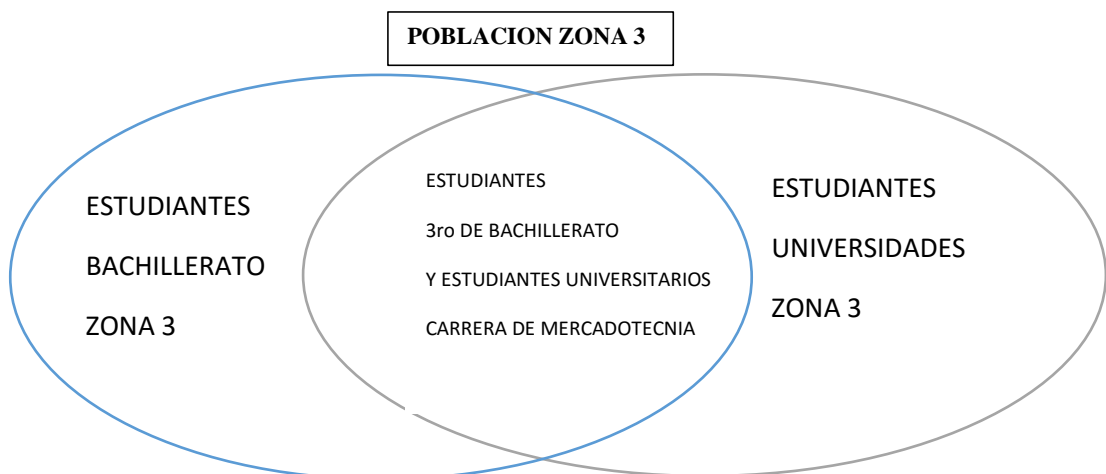 POBLACION ZONA 3
ESTUDIANTES
BACHILLERATO
ZONA 3
ESTUDIANTES
3ro DE BACHILLERATO
Y ESTUDIANTES UNIVERSITARIOS
CARRERA DE MERCADOTECNIA
ESTUDIANTES
UNIVERSIDADES
ZONA 3